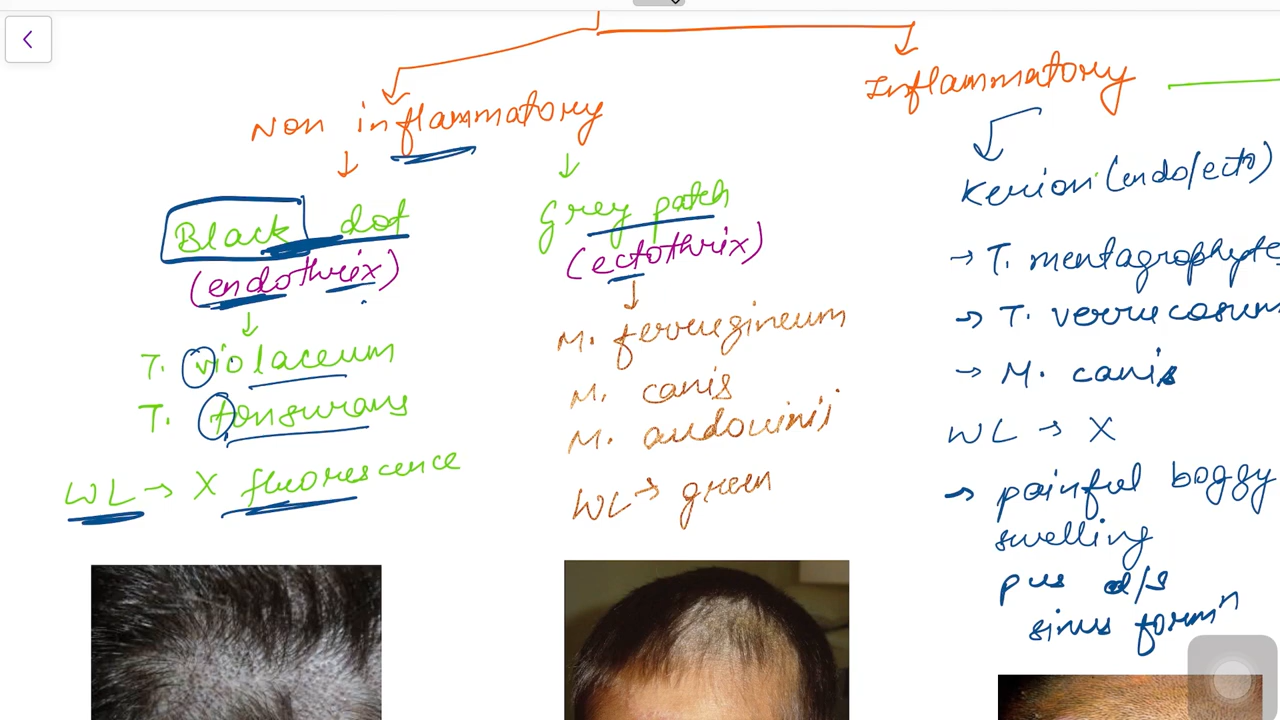 Non inflammatory
Black dot
(endothrix)
T. violaceum
T. tonsurans
WL → X fluorescence
Grey patch
(ectothrix)
M. ferregineum
M. canis
M. audouinii
WL → green
Inflammatory
Kerion (endo/ecto)
→ T. mentagrophyte
→ T. verrucosum
→ M. canis
WL → X
→ painful boggy
swelling
pus d/s
sinus formn